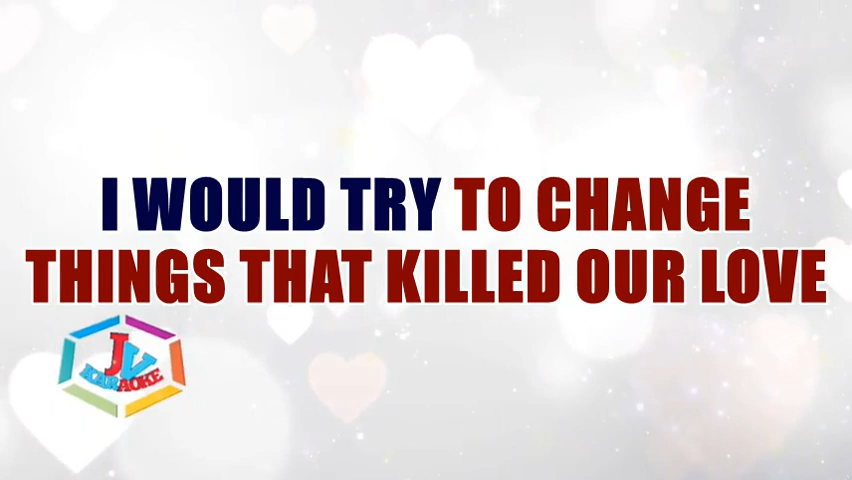 I WOULD TRY TO CHANGE
THINGS THAT KILLED OUR LOVE
JV
KARAOKE